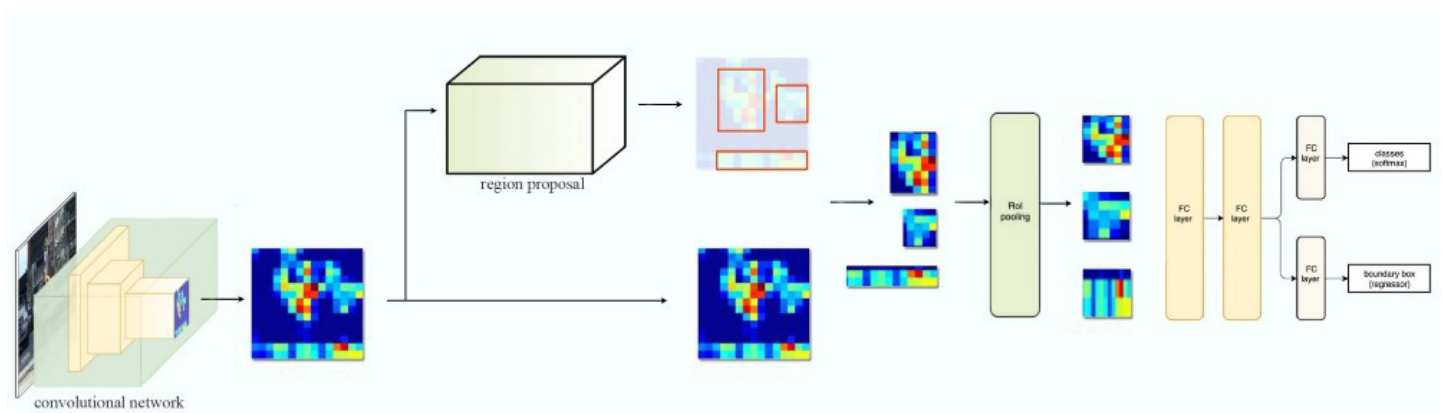 convolutional network
region proposal
RoI
pooling
FC
layer
FC
layer
FC
layer
classes
(softmax)
FC
layer
boundary box
(regressor)